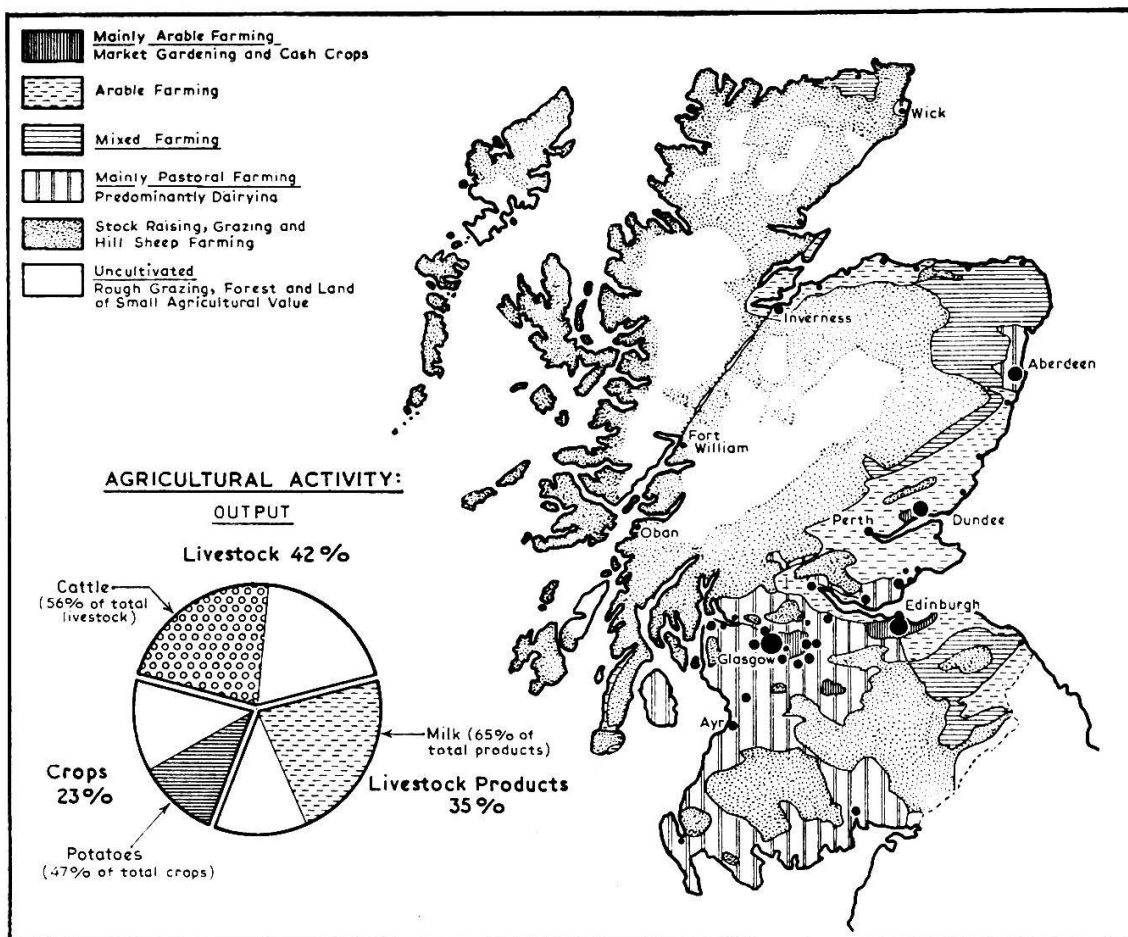 Mainly Arable Farming
Market Gardening and Cash Crops
Arable Farming
Mixed Farming
Mainly Pastoral Farming
Predominantly Dairying
Stock Raising, Grazing and
Hill Sheep Farming
Uncultivated
Rough Grazing, Forest and Land
of Small Agricultural Value
Wick
Inverness
Aberdeen
Fort
William
Oban
Perth
Dundee
Edinburgh
Glasgow
Ayr
AGRICULTURAL ACTIVITY:
OUTPUT
Livestock 42%
Cattle
(56% of total
livestock)
Milk (65% of
total products)
Livestock Products
35%
Crops
23%
Potatoes
(47% of total crops)